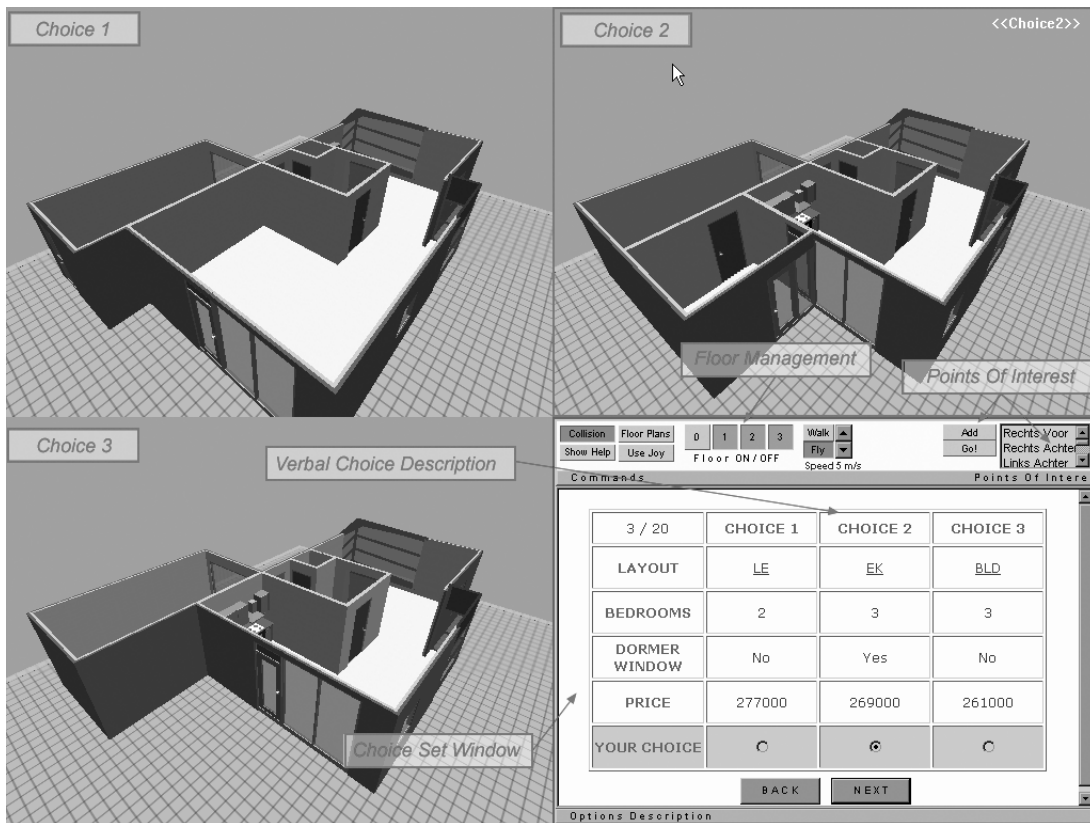 Choice 1
Choice 2
<<Choice2>>
Floor Management
Points Of Interest
Choice 3
Verbal Choice Description
Choice Set Window
Collision Floor Plans 0 1 2 3 Walk Add Rechts Voor
Show Help Use Joy Floor ON/OFF Fly Go! Rechts Achter
Speed 5 m/s Links Achter
Commands Points Of Intere
3 / 20 CHOICE 1 CHOICE 2 CHOICE 3
LAYOUT LE EK BLD
BEDROOMS 2 3 3
DORMER
WINDOW No Yes No
PRICE 277000 269000 261000
YOUR CHOICE
BACK NEXT
Options Description